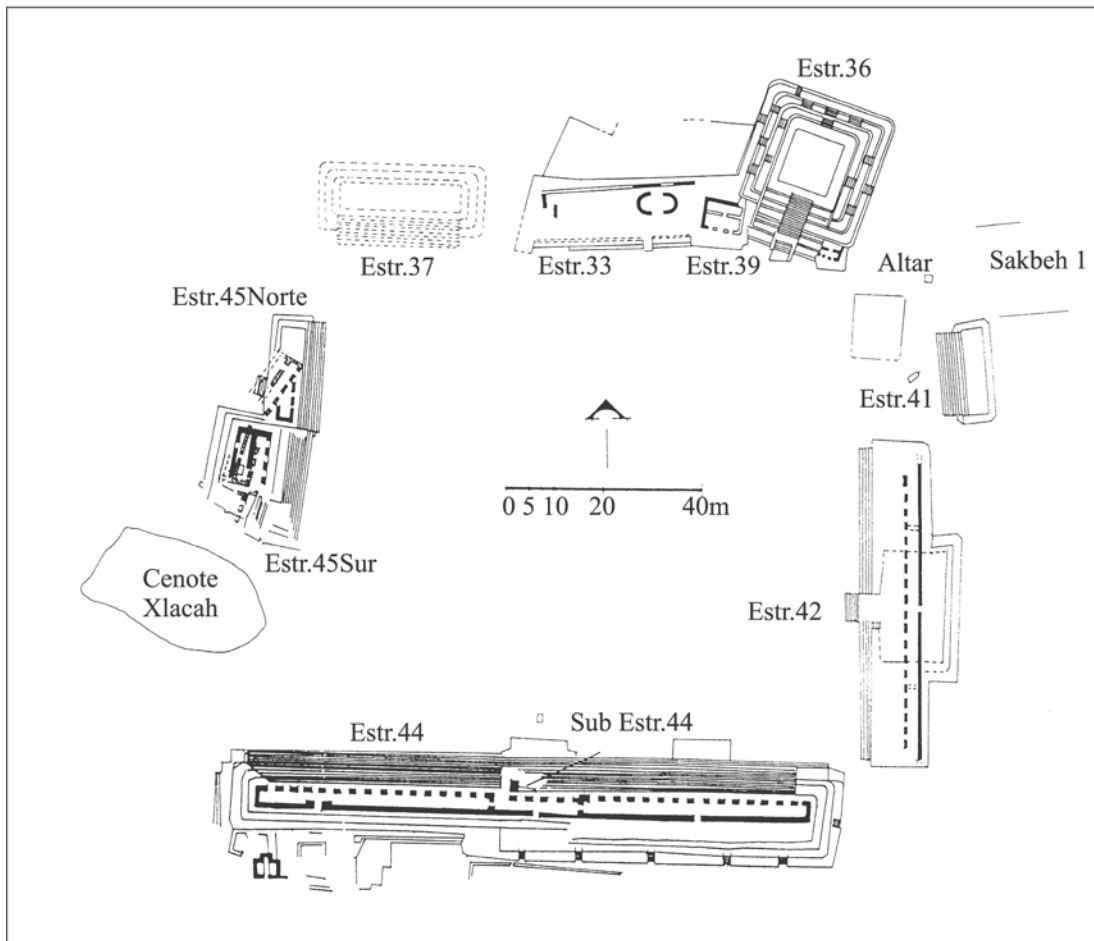 Estr.36
Estr.37
Estr.33
Estr.39
Altar
Sakbeh 1
Estr.45Norte
Estr.41
0 5 10 20 40m
Estr.45Sur
Cenote
Xlacah
Estr.42
Estr.44
Sub Estr.44